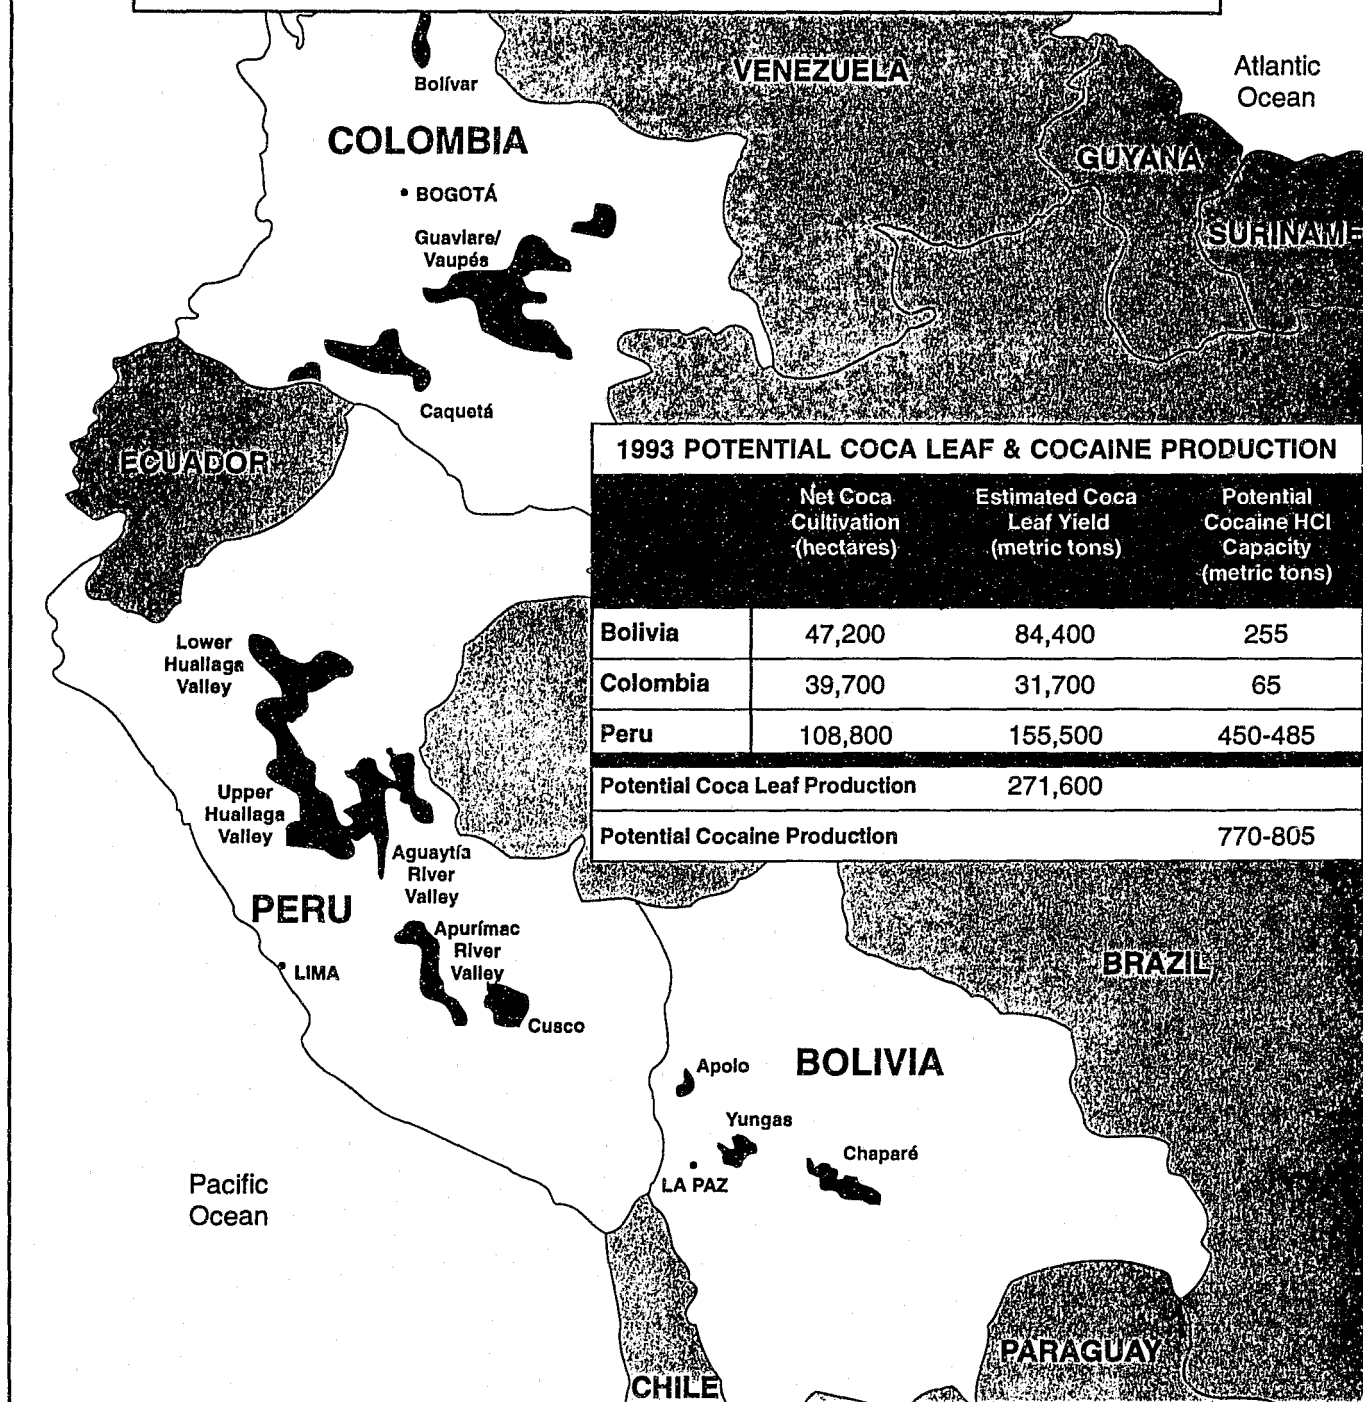 VENEZUELA
Atlantic
Ocean
Bolívar
COLOMBIA
GUYANA
BOGOTÁ
SURINAME
Guaviare/
Vaupés
Caquetá
ECUADOR
1993 POTENTIAL COCA LEAF & COCAINE PRODUCTION
Net Coca Cultivation (hectares) Estimated Coca Leaf Yield (metric tons) Potential Cocaine HCl Capacity (metric tons)
Bolivia 47,200 84,400 255
Colombia 39,700 31,700 65
Peru 108,800 155,500 450-485
Potential Coca Leaf Production 271,600
Potential Cocaine Production 770-805
Lower
Huallaga
Valley
Upper
Huallaga
Valley
Aguaytía
River
Valley
PERU
Apurímac
River
Valley
LIMA
Cusco
BRAZIL
Apolo
BOLIVIA
Yungas
Chaparé
LA PAZ
Pacific
Ocean
PARAGUAY
CHILE